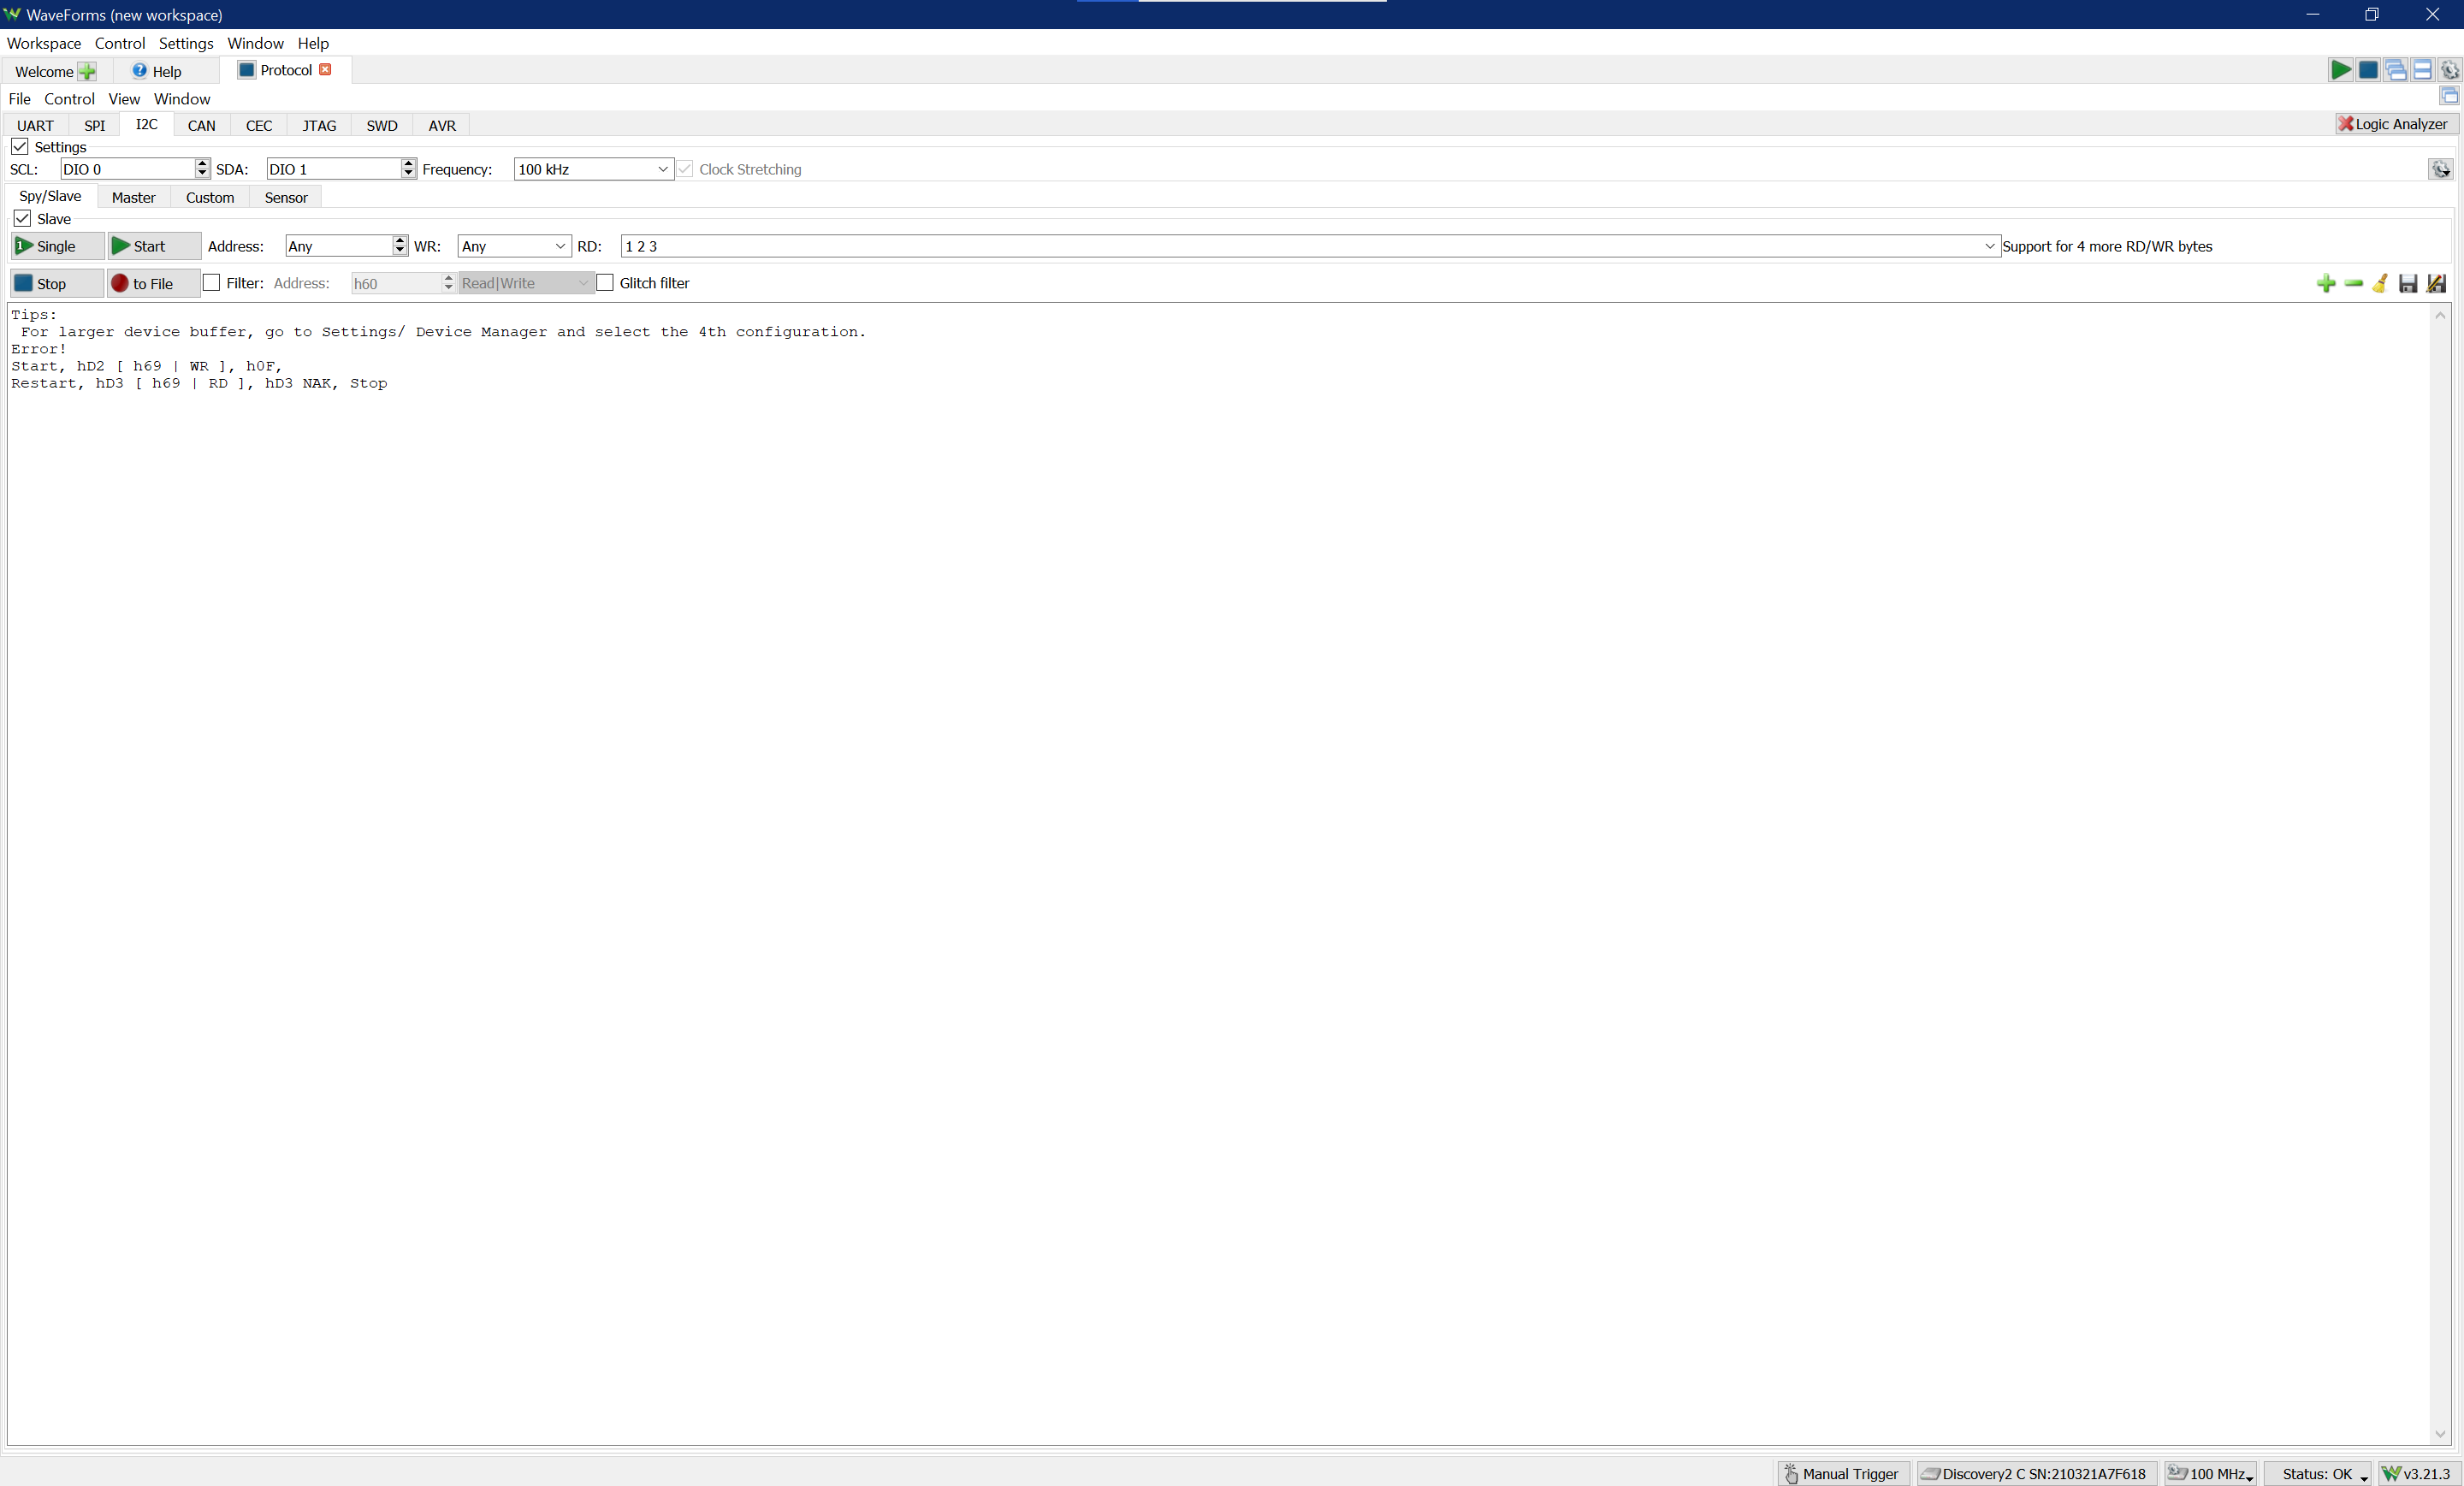 WaveForms (new workspace)
Workspace Control Settings Window Help
Welcome Help Protocol
File Control View Window
UART SPI I2C CAN CEC JTAG SWD AVR Logic Analyzer
Settings
SCL: DIO 0 SDA: DIO 1 Frequency: 100 kHz Clock Stretching
Spy/Slave Master Custom Sensor
Slave
1 Single Start Address: Any WR: Any RD: 1 2 3 Support for 4 more RD/WR bytes
Stop to File Filter: Address: h60 Read|Write Glitch filter
Tips:
For larger device buffer, go to Settings/ Device Manager and select the 4th configuration.
Error!
Start, hD2 [ h69 | WR ], h0F,
Restart, hD3 [ h69 | RD ], hD3 NAK, Stop
Manual Trigger Discovery2 C SN:210321A7F618 100 MHz Status: OK v3.21.3